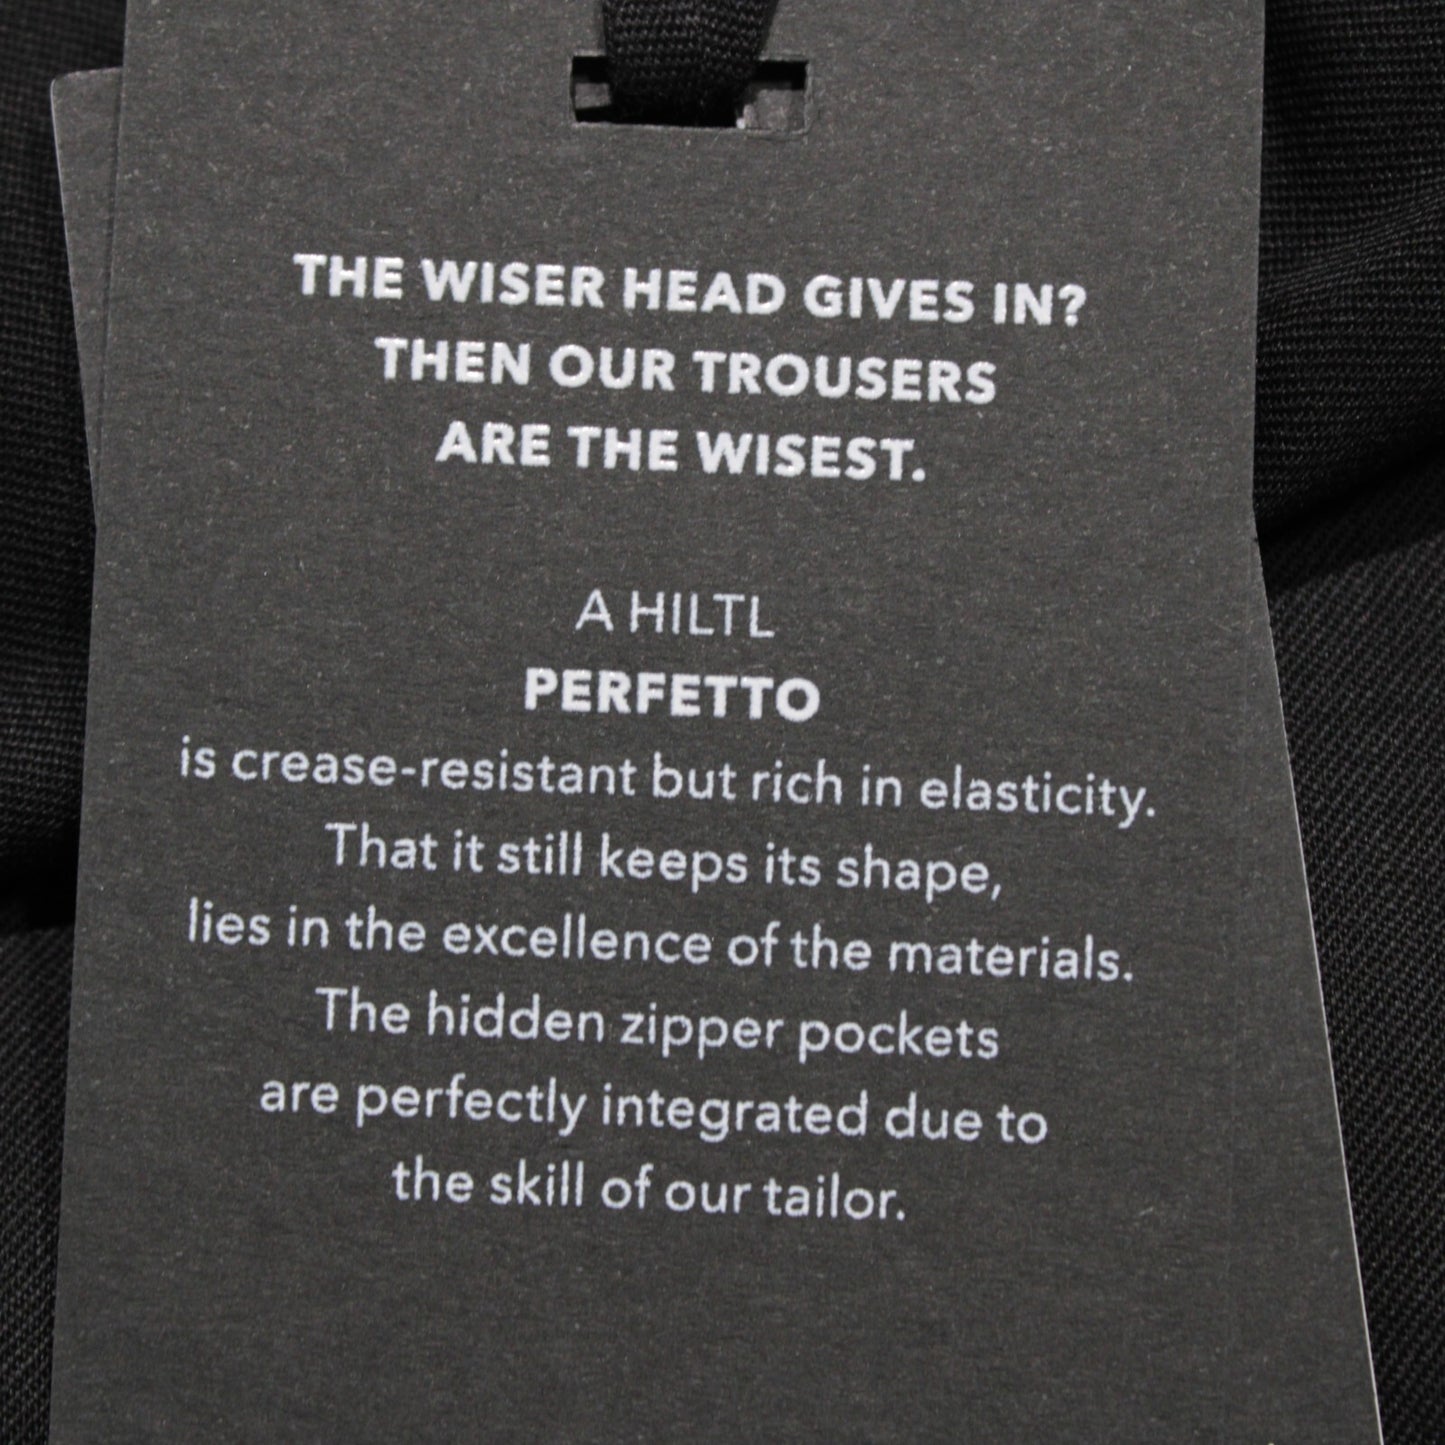 THE WISER HEAD GIVES IN?
THEN OUR TROUSERS
ARE THE WISEST.
A HILTL
PERFETTO
is crease-resistant but rich in elasticity.
That it still keeps its shape,
lies in the excellence of the materials.
The hidden zipper pockets
are perfectly integrated due to
the skill of our tailor.